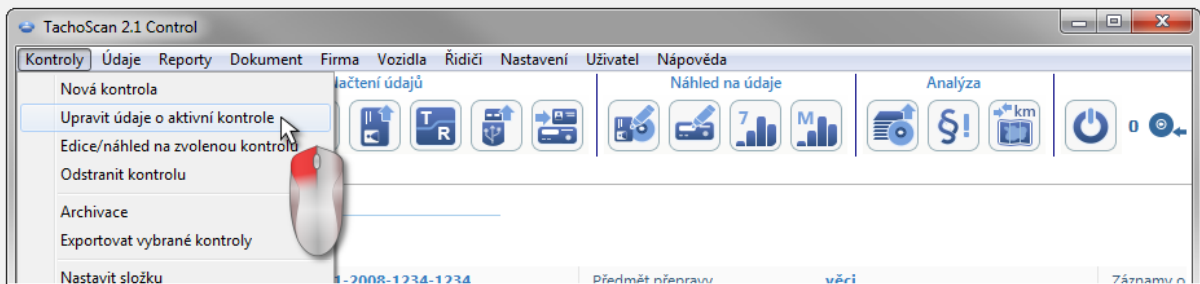 TachoScan 2.1 Control
Kontroly Údaje Reporty Dokument Firma Vozidla Řidiči Nastavení Uživatel Nápověda
Nová kontrola
Upravit údaje o aktivní kontrole
Edice/náhled na zvolenou kontrolu
Odstranit kontrolu
Archivace
Exportovat vybrané kontroly
Nastavit složku
údajů
Náhled na údaje
Analýza
T R
7
M
§!
km
0
-2008-1234-1234
Předmět přepravy věci
Záznamy o